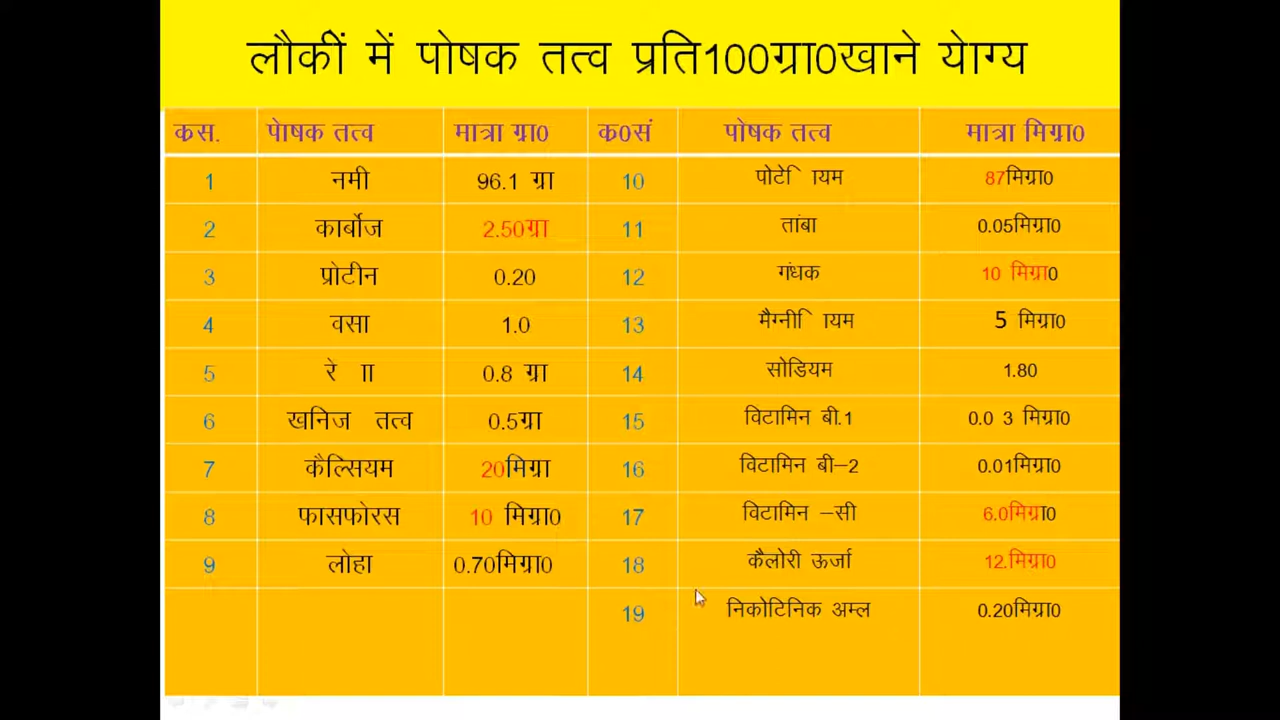 लौकीं में पोषक तत्व प्रति100ग्रा0खाने येाग्य
कस. पेाषक तत्व मात्रा ग्रा0 क0सं पोषक तत्व मात्रा मिग्रा0
1 नमी 96.1 ग्रा 10 पोटे यम 87मिग्रा0
2 कार्बोज 2.50ग्रा 11 तांबा 0.05मिग्रा0
3 प्रोटीन 0.20 12 गंधक 10 मिग्रा0
4 वसा 1.0 13 मैग्नी यम 5 मिग्रा0
5 रे ाा 0.8 ग्रा 14 सोडियम 1.80
6 खनिज तत्व 0.5ग्रा 15 विटामिन बी.1 0.0 3 मिग्रा0
7 कैल्सियम 20मिग्रा 16 विटामिन बी–2 0.01मिग्रा0
8 फासफोरस 10 मिग्रा0 17 विटामिन –सी 6.0मिग्रा0
9 लोहा 0.70मिग्रा0 18 कैलोरी ऊर्जा 12.मिग्रा0
19 निकोटिनिक अम्ल 0.20मिग्रा0